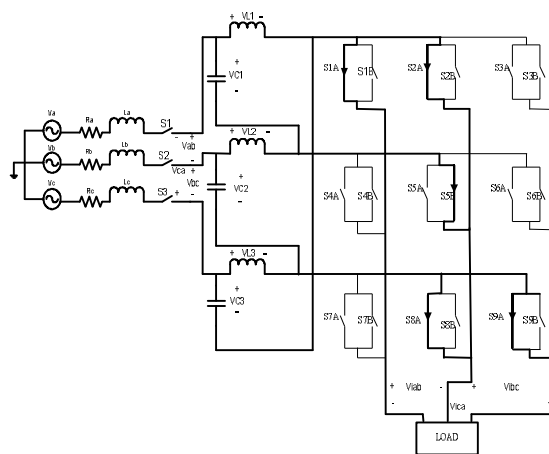 + VL1 -
S1A
S1B
S2A
S2B
S3A
S3B
+
VC1
-
Va
Ra
La
S1
-
Vab
+
+ VL2 -
Vb
Rb
Lb
S2
-
Vca
+
Vbc
-
+
VC2
-
S4A
S4B
S5A
S5B
S6A
S6B
Vc
Rc
Lc
S3
+
+ VL3 -
+
VC3
-
S7A
S7B
S8A
S8B
S9A
S9B
+
Viab
-
-
Vica
+
+
Vibc
-
LOAD